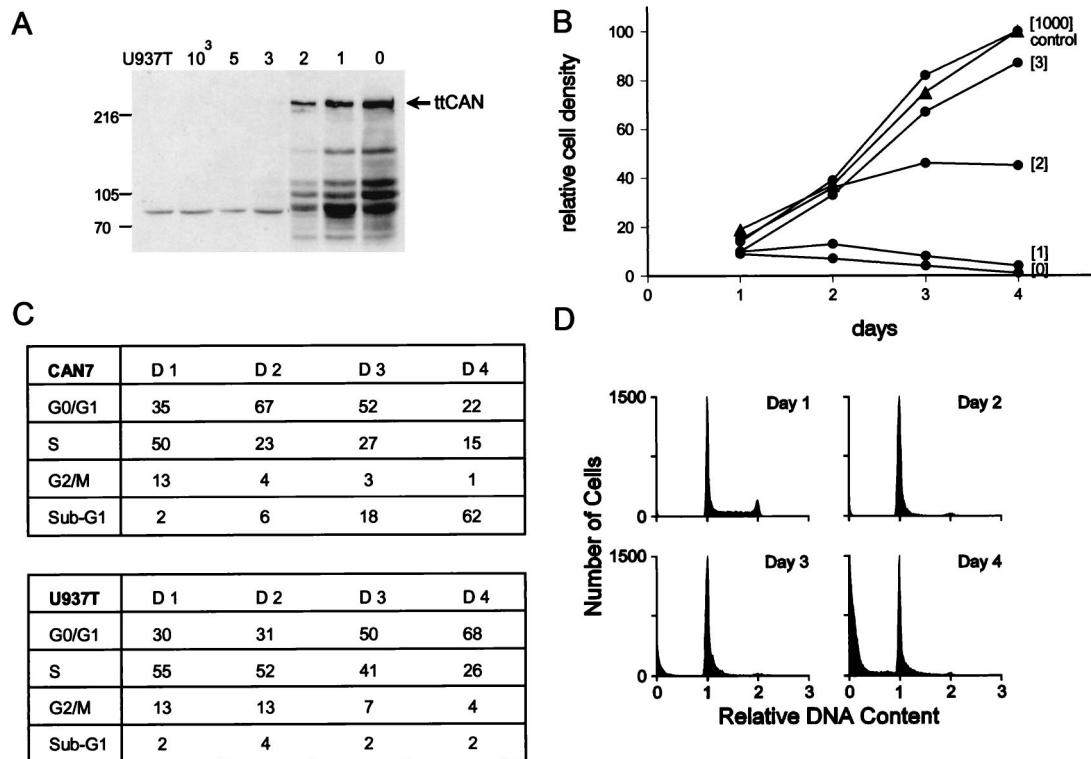 A
U937T 10³ 5 3 2 1 0
216
105
70
ttCAN
B
relative cell density
100
80
60
40
20
0
0 1 2 3 4
days
[1000]
control
[3]
[2]
[1]
[0]
C
CAN7 D 1 D 2 D 3 D 4
G0/G1 35 67 52 22
S 50 23 27 15
G2/M 13 4 3 1
Sub-G1 2 6 18 62
U937T D 1 D 2 D 3 D 4
G0/G1 30 31 50 68
S 55 52 41 26
G2/M 13 13 7 4
Sub-G1 2 4 2 2
D
Number of Cells
1500
0
Day 1
Day 2
1500
0
Day 3
Day 4
0 1 2 3
0 1 2 3
Relative DNA Content